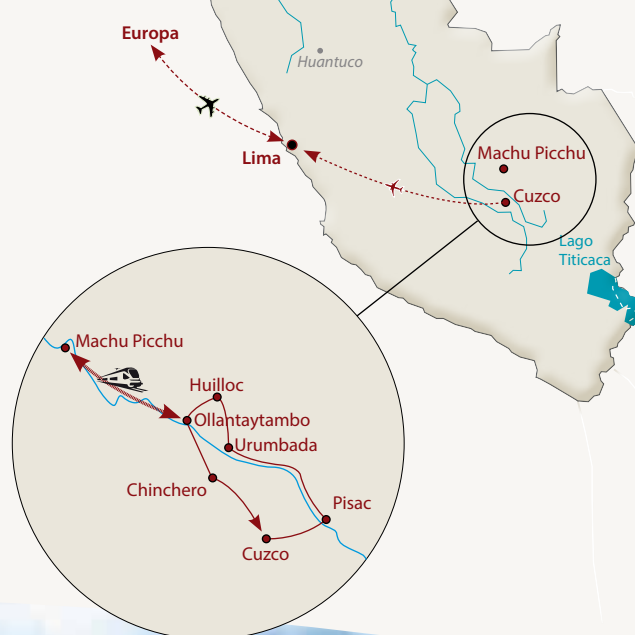 Europa
Huantuco
Lima
Machu Picchu
Cuzco
Lago
Titicaca
Machu Picchu
Huilloc
Ollantaytambo
Urumbada
Chinchero
Pisac
Cuzco